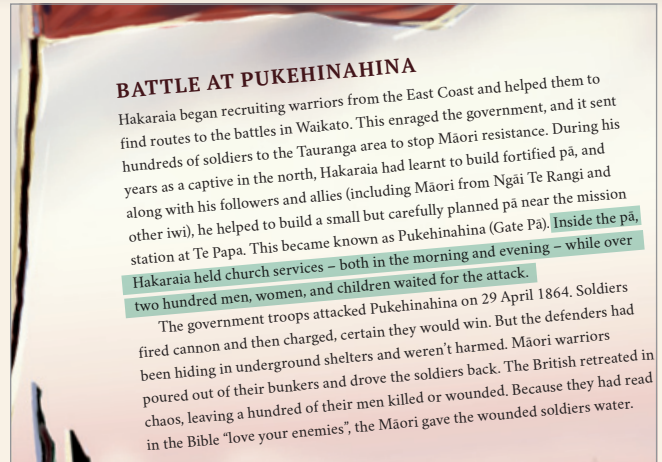 BATTLE AT PUKEHINAHINA
Hakaraia began recruiting warriors from the East Coast and helped them to
find routes to the battles in Waikato. This enraged the government, and it sent
hundreds of soldiers to the Tauranga area to stop Māori resistance. During his
years as a captive in the north, Hakaraia had learnt to build fortified pā, and
along with his followers and allies (including Māori from Ngāi Te Rangi and
other iwi), he helped to build a small but carefully planned pā near the mission
station at Te Papa. This became known as Pukehinahina (Gate Pā). Inside the pā,
Hakaraia held church services – both in the morning and evening – while over
two hundred men, women, and children waited for the attack.
The government troops attacked Pukehinahina on 29 April 1864. Soldiers
fired cannon and then charged, certain they would win. But the defenders had
been hiding in underground shelters and weren't harmed. Māori warriors
poured out of their bunkers and drove the soldiers back. The British retreated in
chaos, leaving a hundred of their men killed or wounded. Because they had read
in the Bible “love your enemies”, the Māori gave the wounded soldiers water.